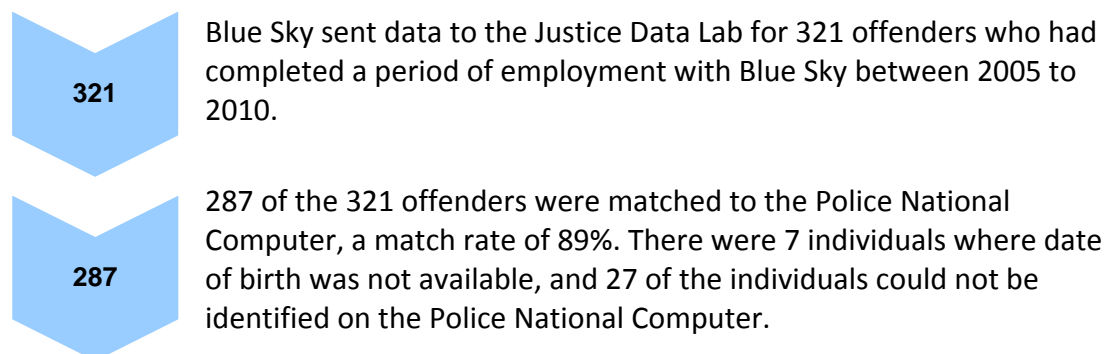 Blue Sky sent data to the Justice Data Lab for 321 offenders who had
completed a period of employment with Blue Sky between 2005 to
2010.
321
287 of the 321 offenders were matched to the Police National
Computer, a match rate of 89%. There were 7 individuals where date
of birth was not available, and 27 of the individuals could not be
identified on the Police National Computer.
287